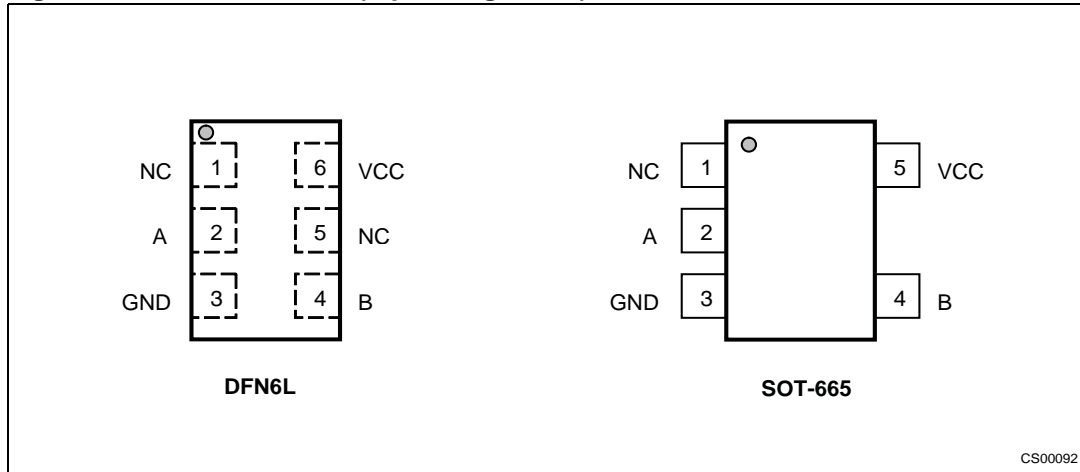 NC 1 6 VCC
A 2 5 NC
GND 3 4 B
DFN6L
NC 1 5 VCC
A 2
GND 3 4 B
SOT-665
CS00092